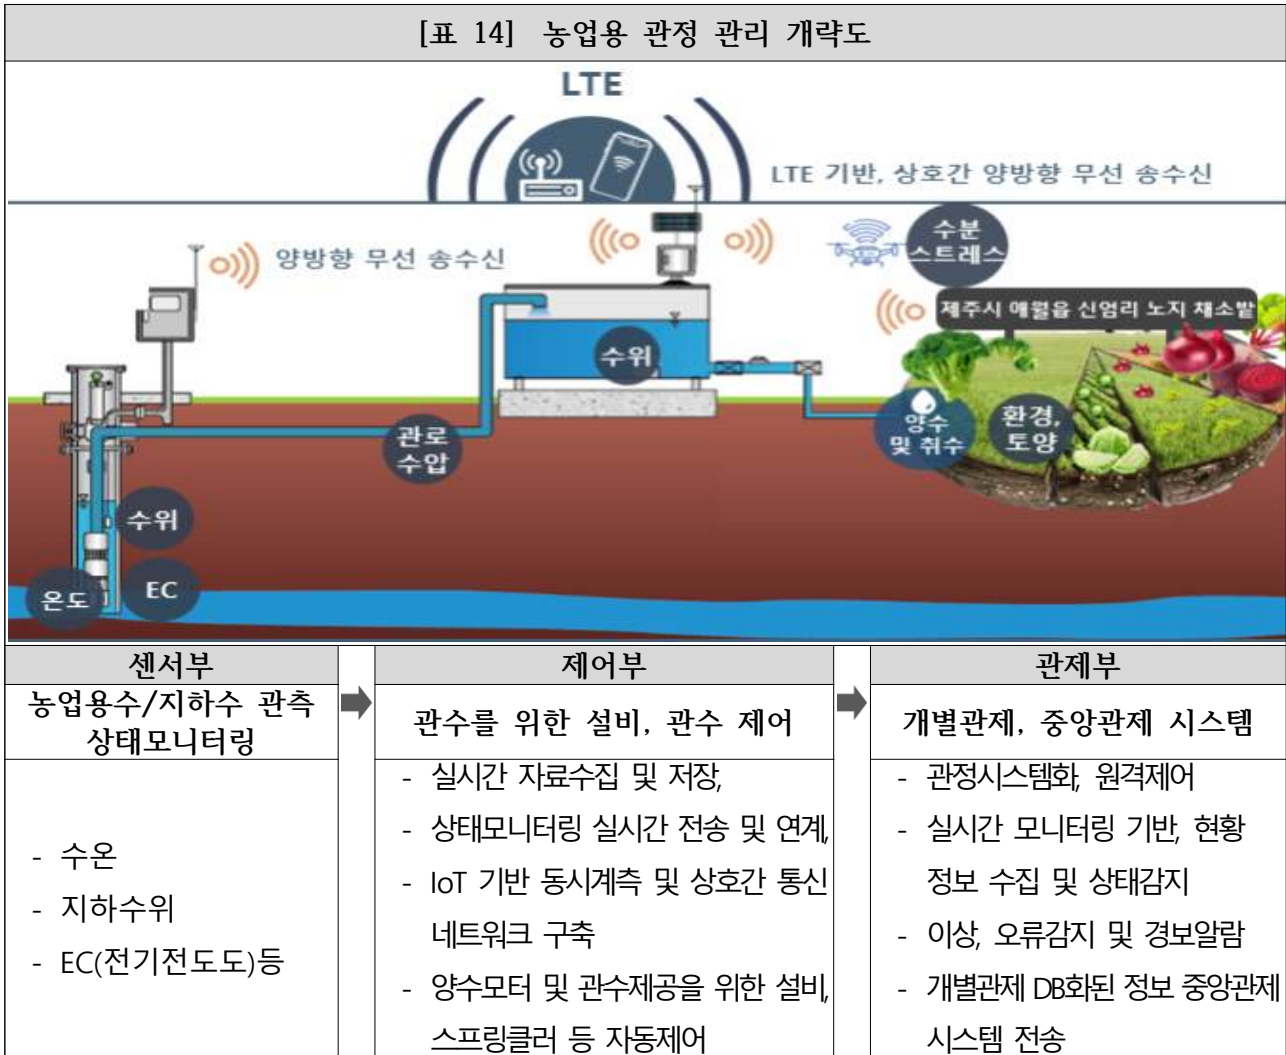 [표 14] 농업용 관정 관리 개략도
LTE
LTE 기반, 상호간 양방향 무선 송수신
양방향 무선 송수신
수분
스트레스
제주시 애월읍 신엄리 노지 채소밭
수위
양수
및 취수
환경,
토양
관로
수압
수위
온도
EC
센서부
농업용수/지하수 관측
상태모니터링
- 수온
- 지하수위
- EC(전기전도도)등
제어부
관수를 위한 설비, 관수 제어
- 실시간 자료수집 및 저장,
- 상태모니터링 실시간 전송 및 연계,
- IoT 기반 동시계측 및 상호간 통신
네트워크 구축
- 양수모터 및 관수제공을 위한 설비,
스프링클러 등 자동제어
관제부
개별관제, 중앙관제 시스템
- 관정시스템화, 원격제어
- 실시간 모니터링 기반, 현황
정보 수집 및 상태감지
- 이상, 오류감지 및 경보알람
- 개별관제 DB화된 정보 중앙관제
시스템 전송